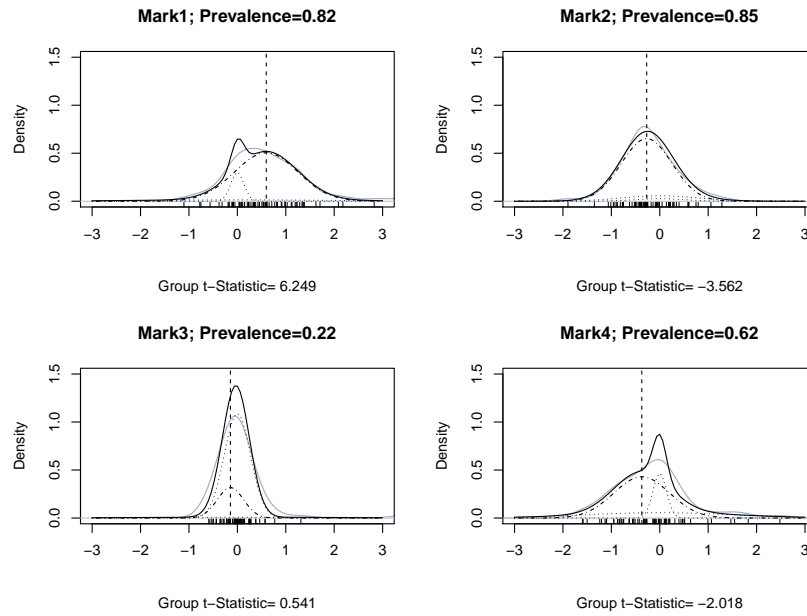 Mark1; Prevalence=0.82
Density
0.0 0.5 1.0 1.5
−3 −2 −1 0 1 2 3
Group t−Statistic= 6.249
Mark2; Prevalence=0.85
Density
0.0 0.5 1.0 1.5
−3 −2 −1 0 1 2 3
Group t−Statistic= −3.562
Mark3; Prevalence=0.22
Density
0.0 0.5 1.0 1.5
−3 −2 −1 0 1 2 3
Group t−Statistic= 0.541
Mark4; Prevalence=0.62
Density
0.0 0.5 1.0 1.5
−3 −2 −1 0 1 2 3
Group t−Statistic= −2.018